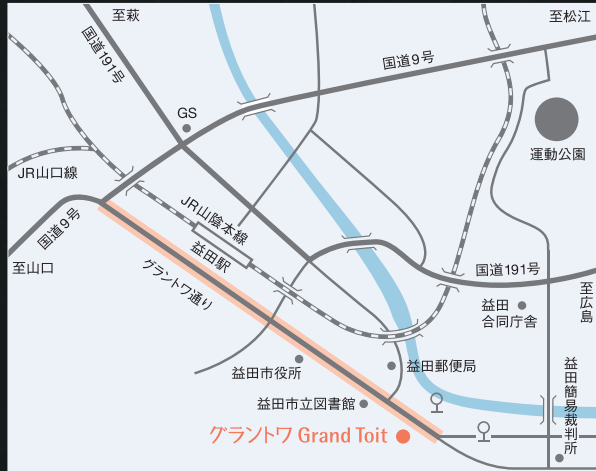 至萩
至松江
国道191号
国道9号
GS
運動公園
JR山口線
JR山陰本線
国道9号
益田駅
至山口
グラントワ通り
国道191号
至広島
益田
合同庁舎
益田市役所
益田郵便局
益田簡易裁判所
益田市立図書館
グラントワ Grand Toit